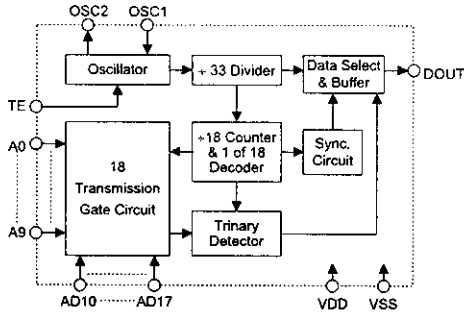 OSC2 OSC1
Oscillator
÷ 33 Divider
Data Select
& Buffer
DOUT
TE
A0
18
Transmission
Gate Circuit
÷18 Counter
& 1 of 18
Decoder
Sync.
Circuit
A9
Trinary
Detector
AD10 AD17
VDD VSS